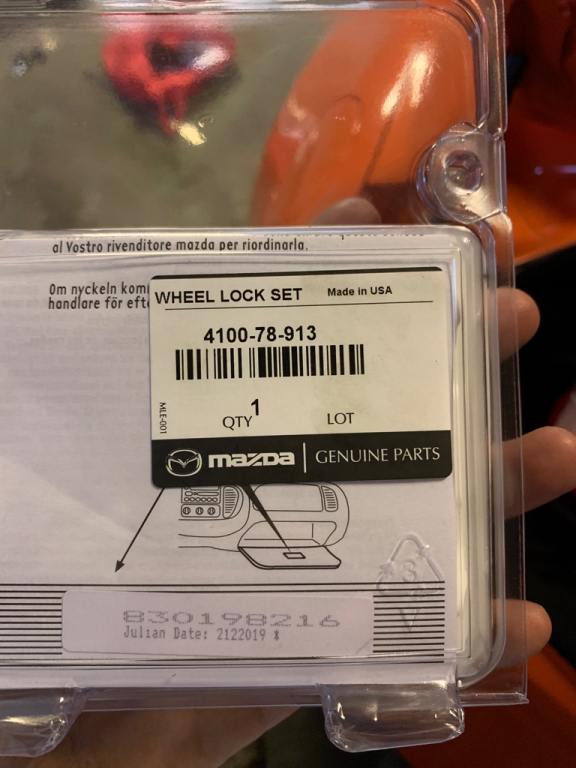 al Vostro rivenditore mazda per riordinarla.
Om nyckeln kom
handlare för eft
WHEEL LOCK SET Made in USA
4100-78-913
MLE-001
QTY 1 LOT
mazda GENUINE PARTS
3
V
830198216
Julian Date: 2122019